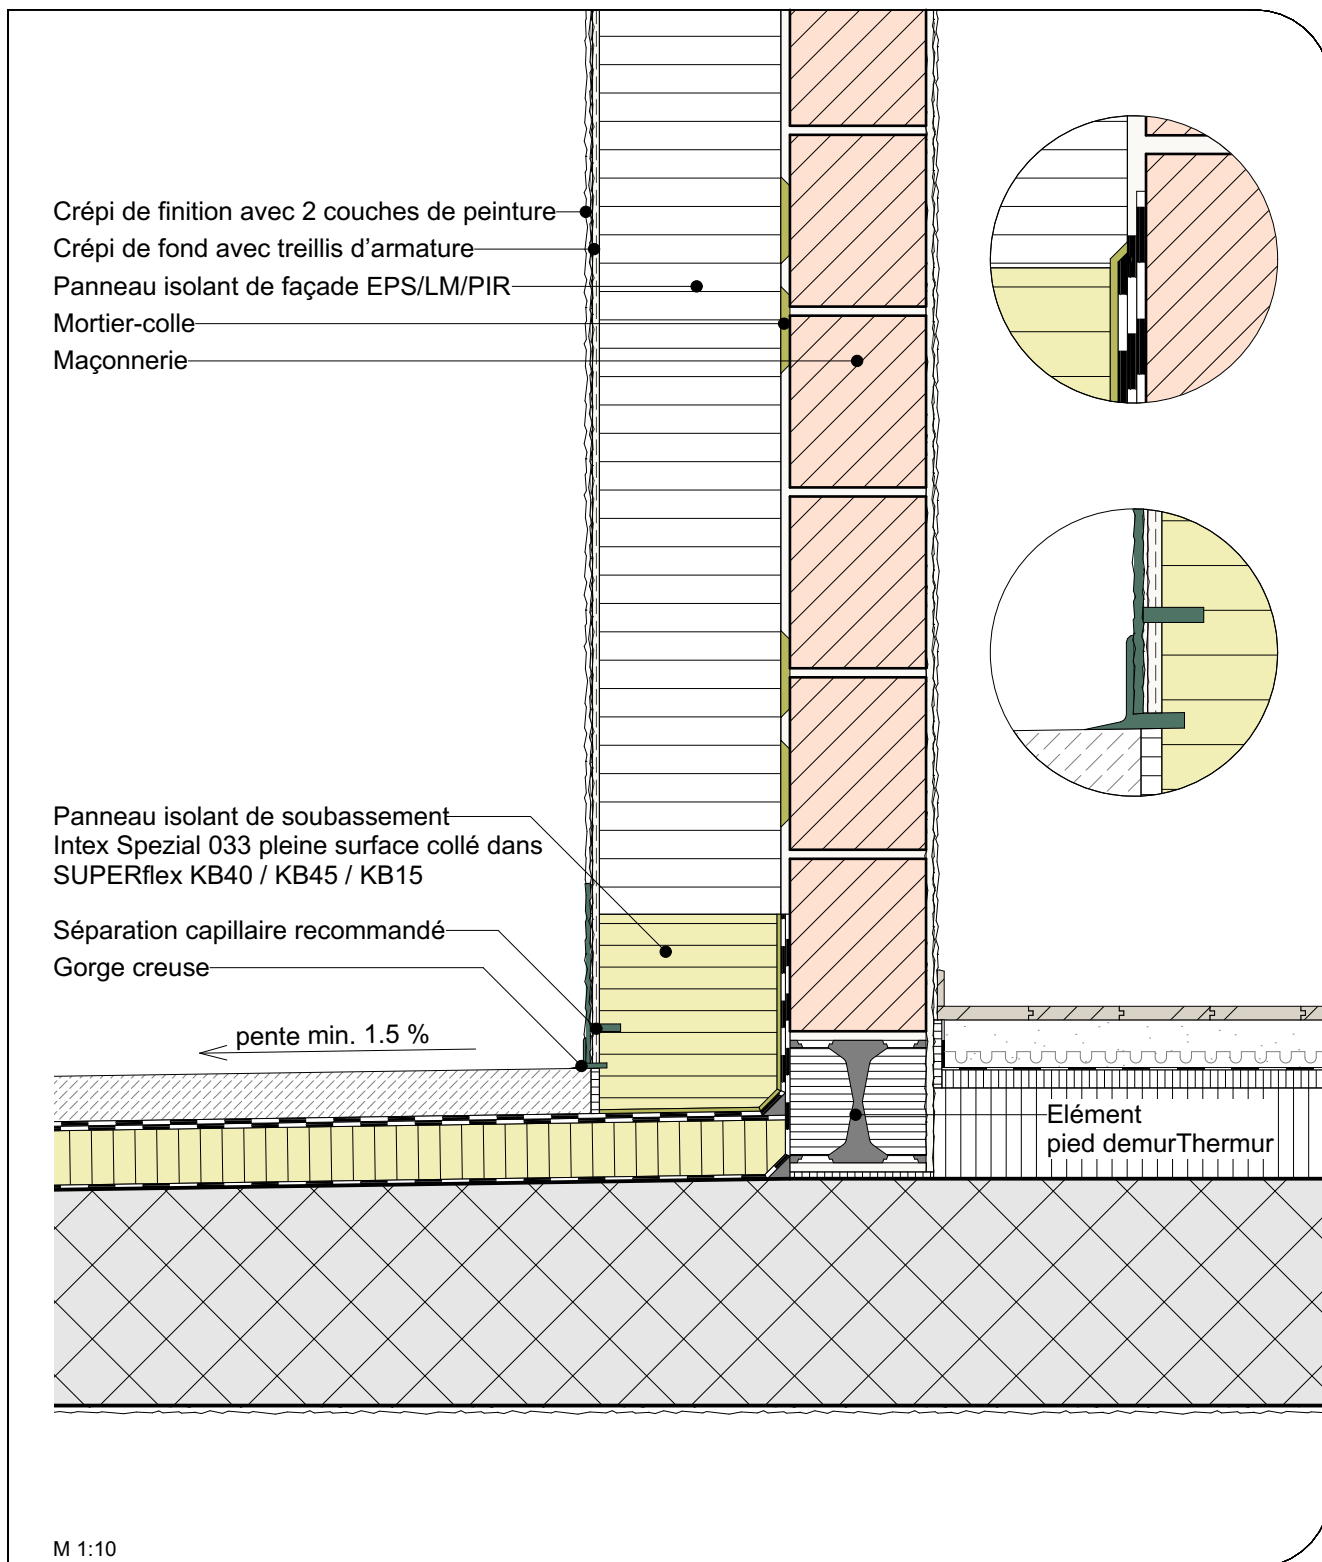 Crépi de finition avec 2 couches de peinture
Crépi de fond avec treillis d'armature
Panneau isolant de façade EPS/LM/PIR
Mortier-colle
Maçonnerie
Panneau isolant de soubassement
Intex Spezial 033 pleine surface collé dans
SUPERflex KB40 / KB45 / KB15
Séparation capillaire recommandé
Gorge creuse
pente min. 1.5 %
Elément
pied demurThermur
M 1:10